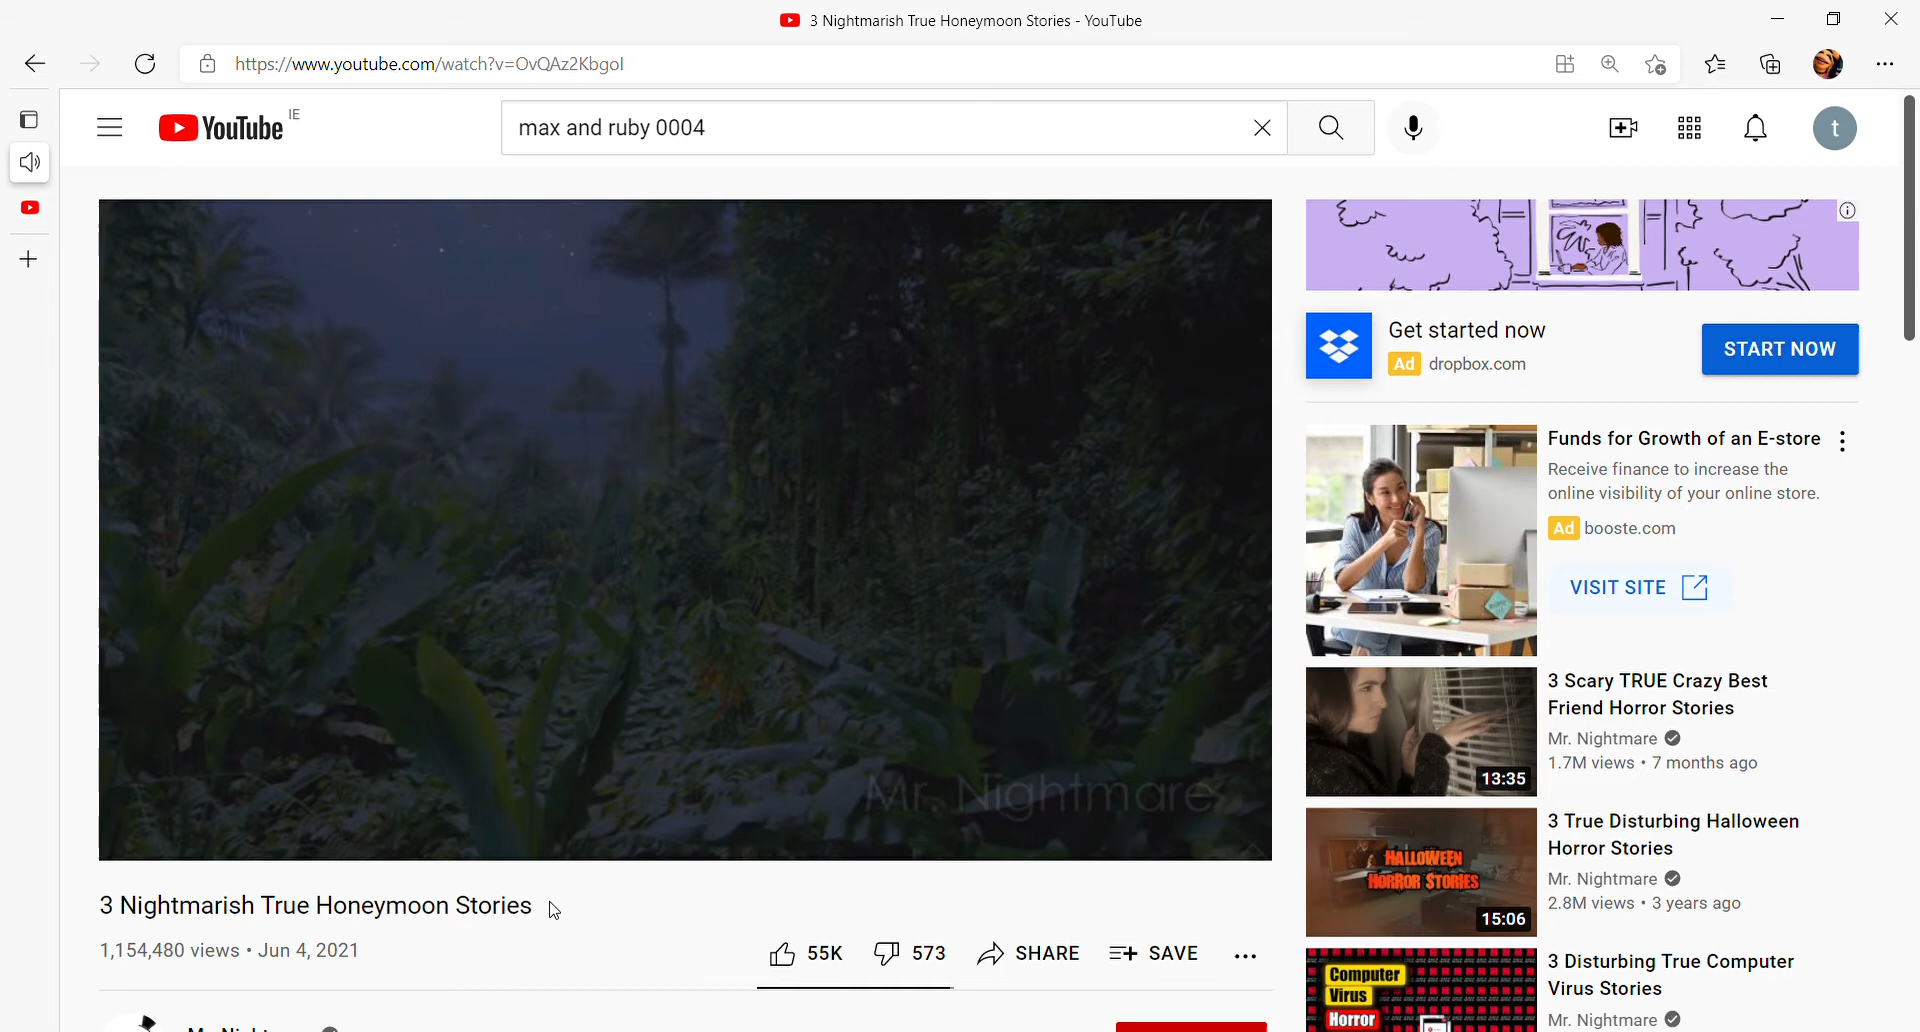 3 Nightmarish True Honeymoon Stories - YouTube
https://www.youtube.com/watch?v=OvQAz2KbgoI
YouTube IE
max and ruby 0004
t
Mr. Nightmare
3 Nightmarish True Honeymoon Stories
1,154,480 views • Jun 4, 2021
55K
573
SHARE
SAVE
Get started now
Ad dropbox.com
START NOW
Funds for Growth of an E-store
Receive finance to increase the
online visibility of your online store.
Ad booste.com
VISIT SITE
13:35
3 Scary TRUE Crazy Best
Friend Horror Stories
Mr. Nightmare
1.7M views • 7 months ago
HALLOWEEN
HORROR STORIES
15:06
3 True Disturbing Halloween
Horror Stories
Mr. Nightmare
2.8M views • 3 years ago
Computer
Virus
Horror
3 Disturbing True Computer
Virus Stories
Mr. Nightmare